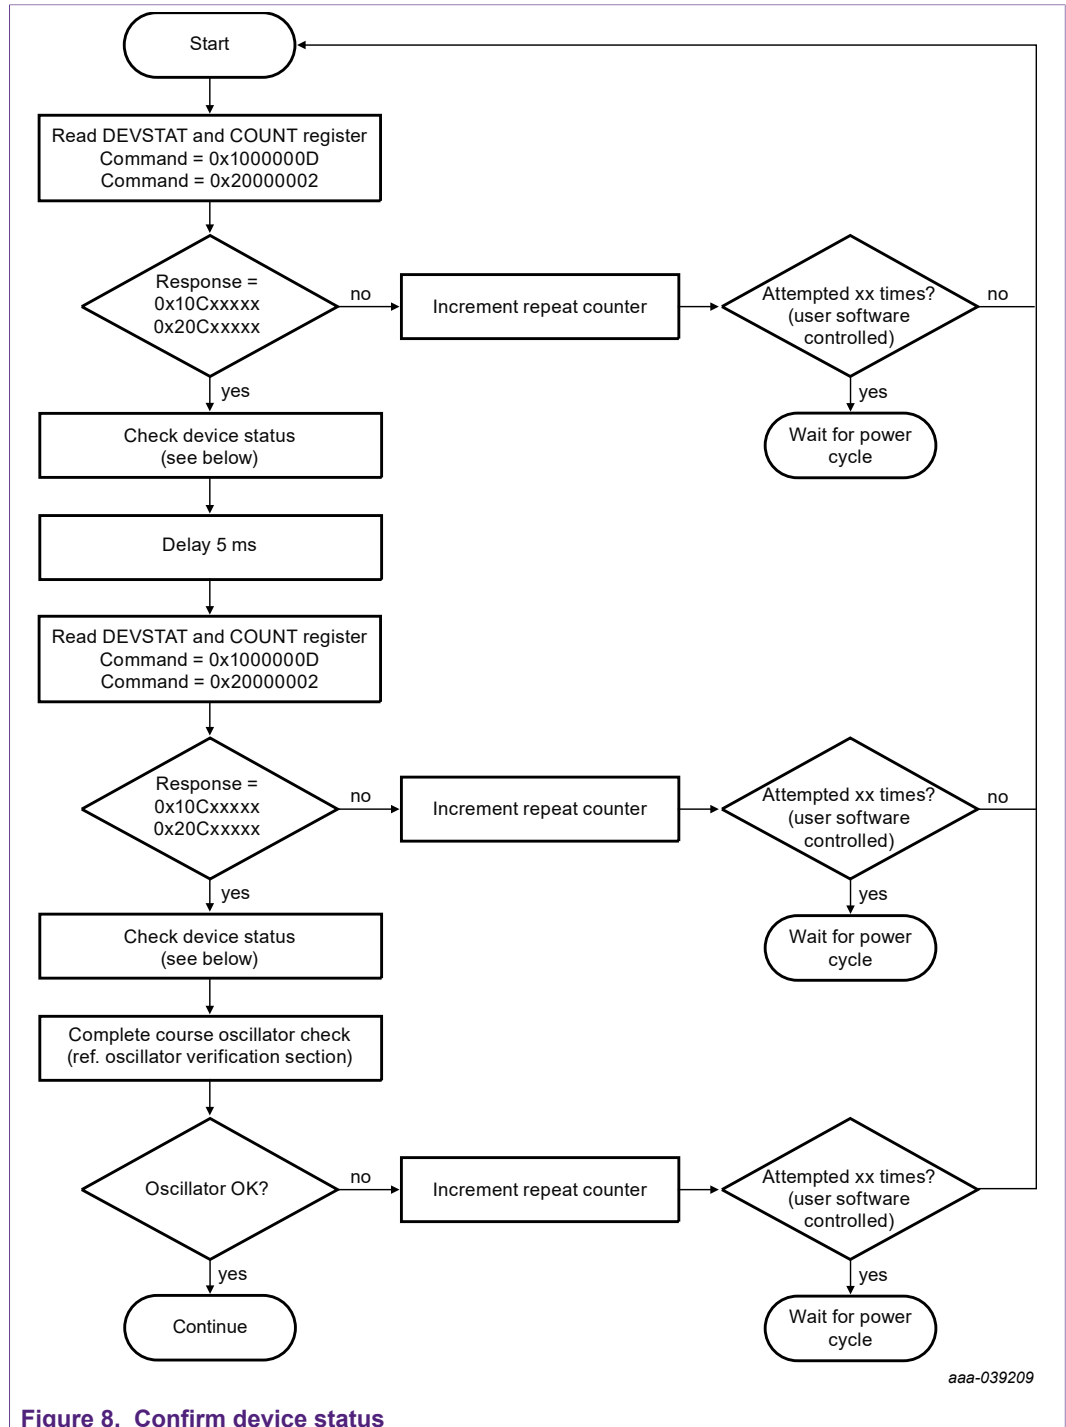 Start
Read DEVSTAT and COUNT register
Command = 0x1000000D
Command = 0x20000002
Response =
0x10Cxxxxx
0x20Cxxxxx
no
Increment repeat counter
Attempted xx times?
(user software
controlled)
no
yes
yes
Check device status
(see below)
Wait for power
cycle
Delay 5 ms
Read DEVSTAT and COUNT register
Command = 0x1000000D
Command = 0x20000002
Response =
0x10Cxxxxx
0x20Cxxxxx
no
Increment repeat counter
Attempted xx times?
(user software
controlled)
no
yes
yes
Check device status
(see below)
Wait for power
cycle
Complete course oscillator check
(ref. oscillator verification section)
Oscillator OK?
no
Increment repeat counter
Attempted xx times?
(user software
controlled)
yes
yes
Continue
Wait for power
cycle
aaa-039209
Figure 8. Confirm device status